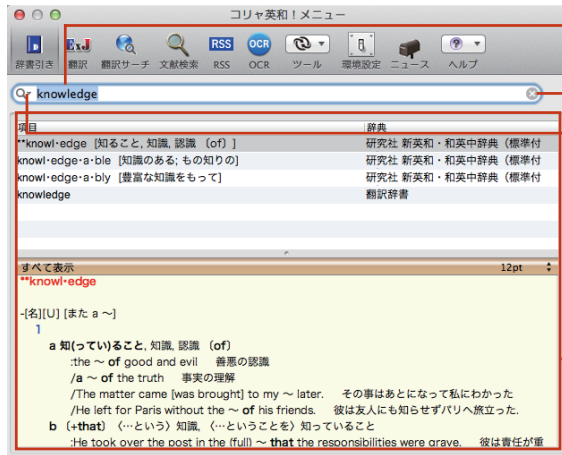 コリャ英和！メニュー
ExJ RSS OCR
辞書引き 翻訳 翻訳サーチ 文献検索 RSS OCR ツール 環境設定 ニュース ヘルプ
knowledge
項目 辞典
**knowl･edge [知ること, 知識, 認識 〔of〕] 研究社 新英和・和英中辞典（標準付
knowl･edge･a･ble [知識のある; もの知りの] 研究社 新英和・和英中辞典（標準付
knowl･edge･a･bly [豊富な知識をもって] 研究社 新英和・和英中辞典（標準付
knowledge 翻訳辞書
すべて表示 12pt
**knowl･edge
-[名][U] [また a ～]
1
a 知(ってい)ること, 知識, 認識 〔of〕
:the ～ of good and evil 善悪の認識
/a ～ of the truth 事実の理解
/The matter came [was brought] to my ～ later. その事はあとになって私にわかった
/He left for Paris without the ～ of his friends. 彼は友人にも知らせずパリへ旅立った.
b 〔+that〕〈…という〉知識,〈…ということを〉知っていること
:He took over the post in the (full) ～ that the responsibilities were grave. 彼は責任が重